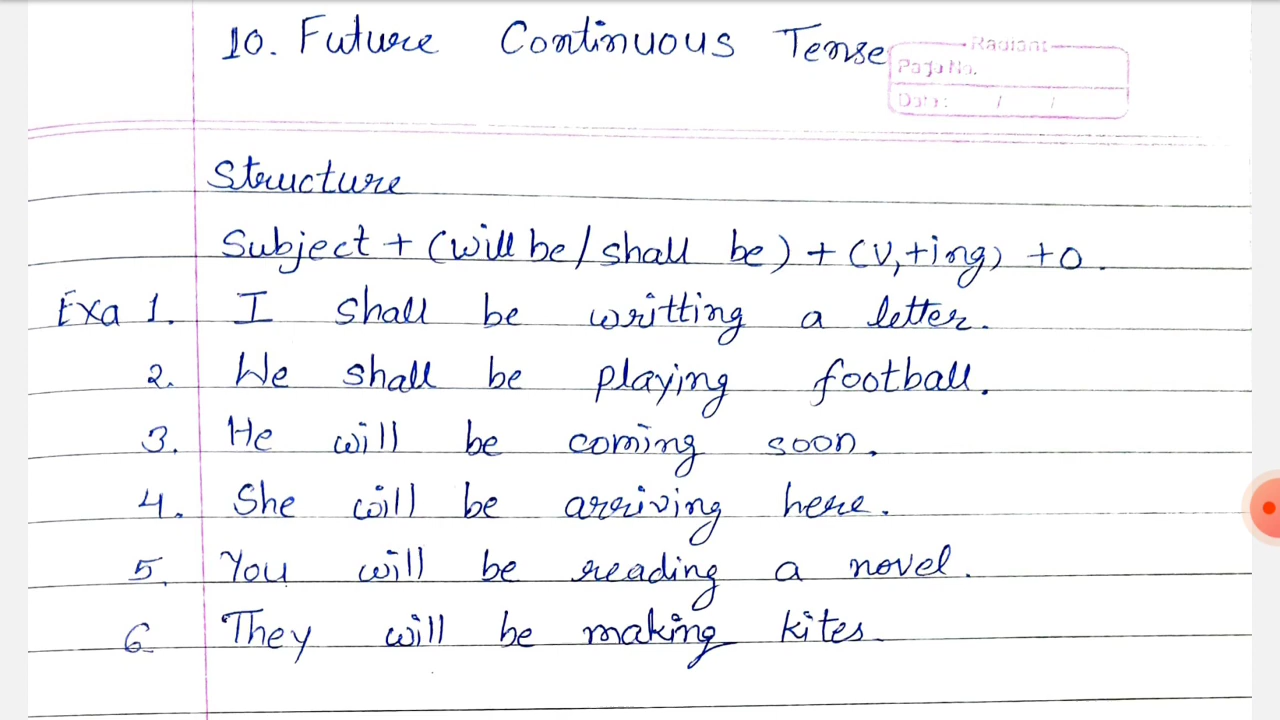 10. Future Continuous Tense
Radiant
Page No.
Date: / /
Structure
Subject + (will be / shall be) + (V₁+ing) + O.
Exa 1. I shall be writting a letter.
2. We shall be playing football.
3. He will be coming soon.
4. She will be arriving here.
5. You will be reading a novel.
6. They will be making kites.